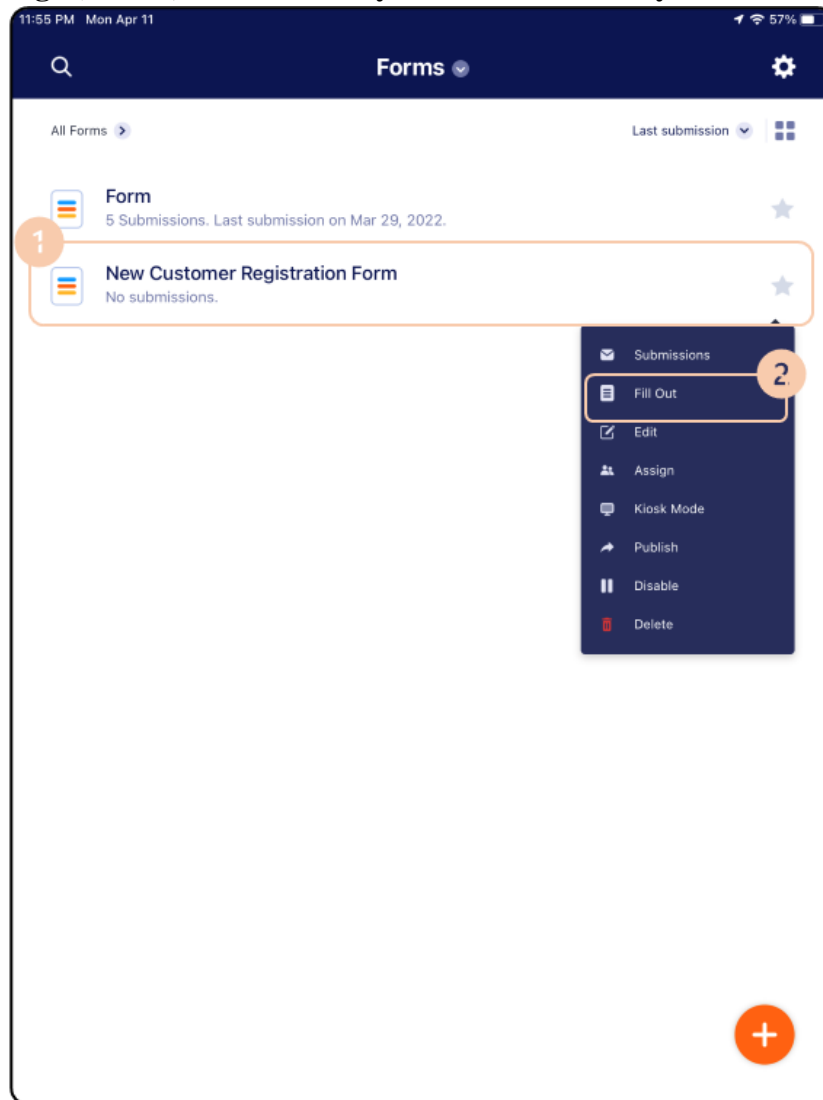 11:55 PM Mon Apr 11
57%
Forms
All Forms
Last submission
Form
5 Submissions. Last submission on Mar 29, 2022.
1
New Customer Registration Form
No submissions.
Submissions
2
Fill Out
Edit
Assign
Kiosk Mode
Publish
Disable
Delete